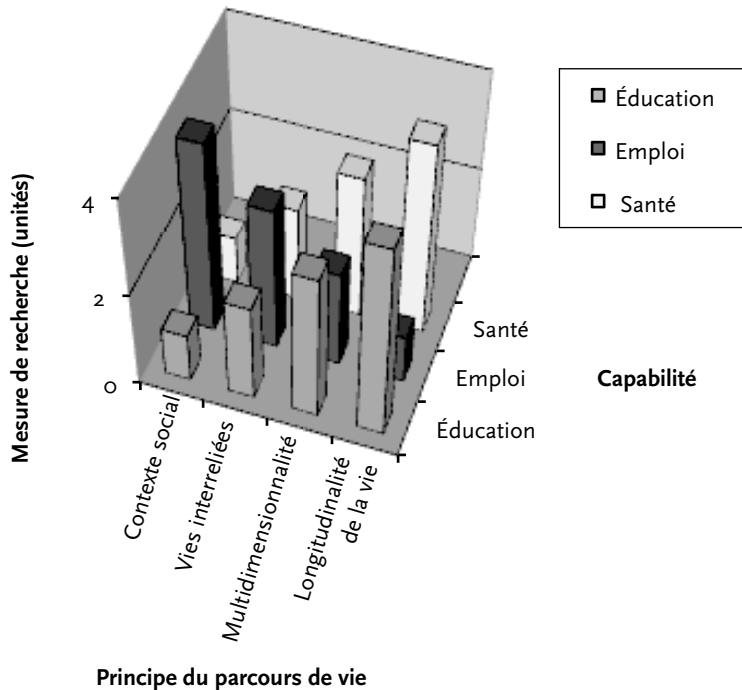 Mesure de recherche (unités)
4
2
0
Contexte social
Vies interreliées
Multidimensionnalité
Longitudinalité
de la vie
Principe du parcours de vie
Santé
Emploi
Éducation
Capabilité
Éducation
Emploi
Santé